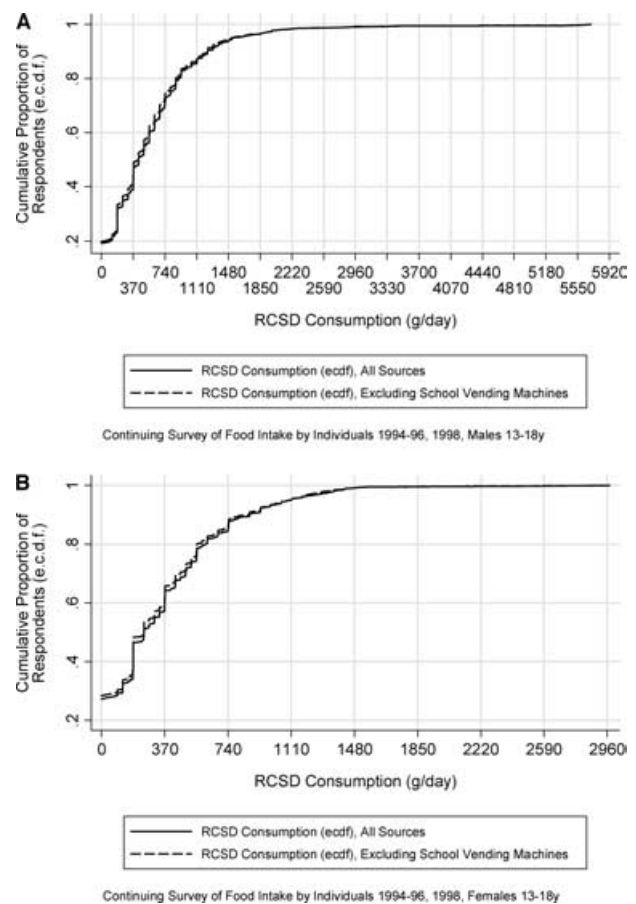 A
Cumulative Proportion of
Respondents (e.c.d.f.)
1
.8
.6
.4
.2
0 740 1480 2220 2960 3700 4440 5180 5920
370 1110 1850 2590 3330 4070 4810 5550
RCSD Consumption (g/day)
RCSD Consumption (ecdf), All Sources
RCSD Consumption (ecdf), Excluding School Vending Machines
Continuing Survey of Food Intake by Individuals 1994-96, 1998, Males 13-18y
B
Cumulative Proportion of
Respondents (e.c.d.f.)
1
.8
.6
.4
.2
0 370 740 1110 1480 1850 2220 2590 2960
RCSD Consumption (g/day)
RCSD Consumption (ecdf), All Sources
RCSD Consumption (ecdf), Excluding School Vending Machines
Continuing Survey of Food Intake by Individuals 1994-96, 1998, Females 13-18y